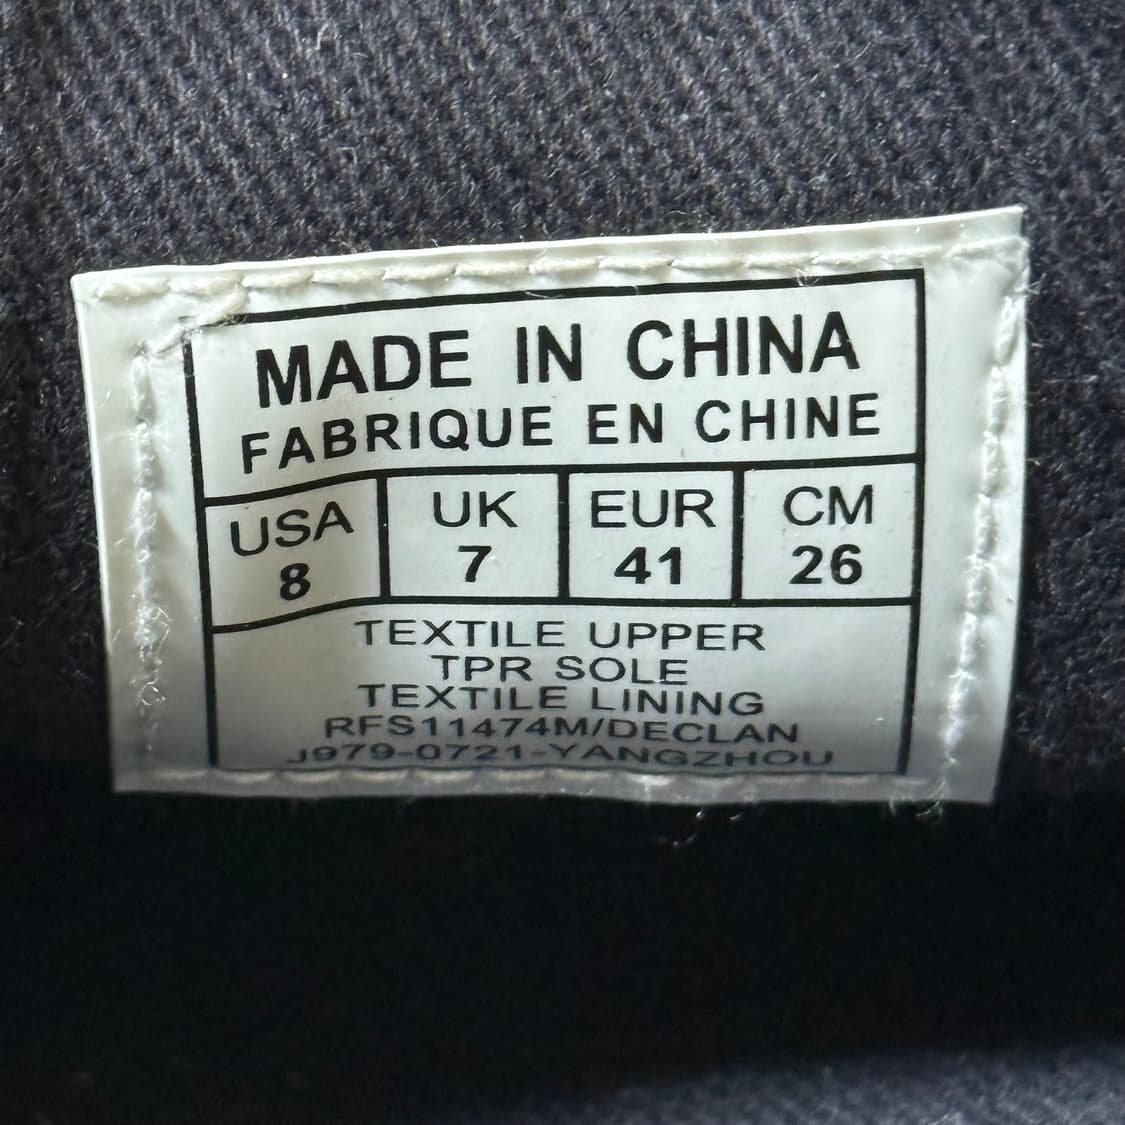 MADE IN CHINA
FABRIQUE EN CHINE
USA UK EUR CM
8 7 41 26
TEXTILE UPPER
TPR SOLE
TEXTILE LINING
RFS11474M/DECLAN
J979-0721-YANGZHOU